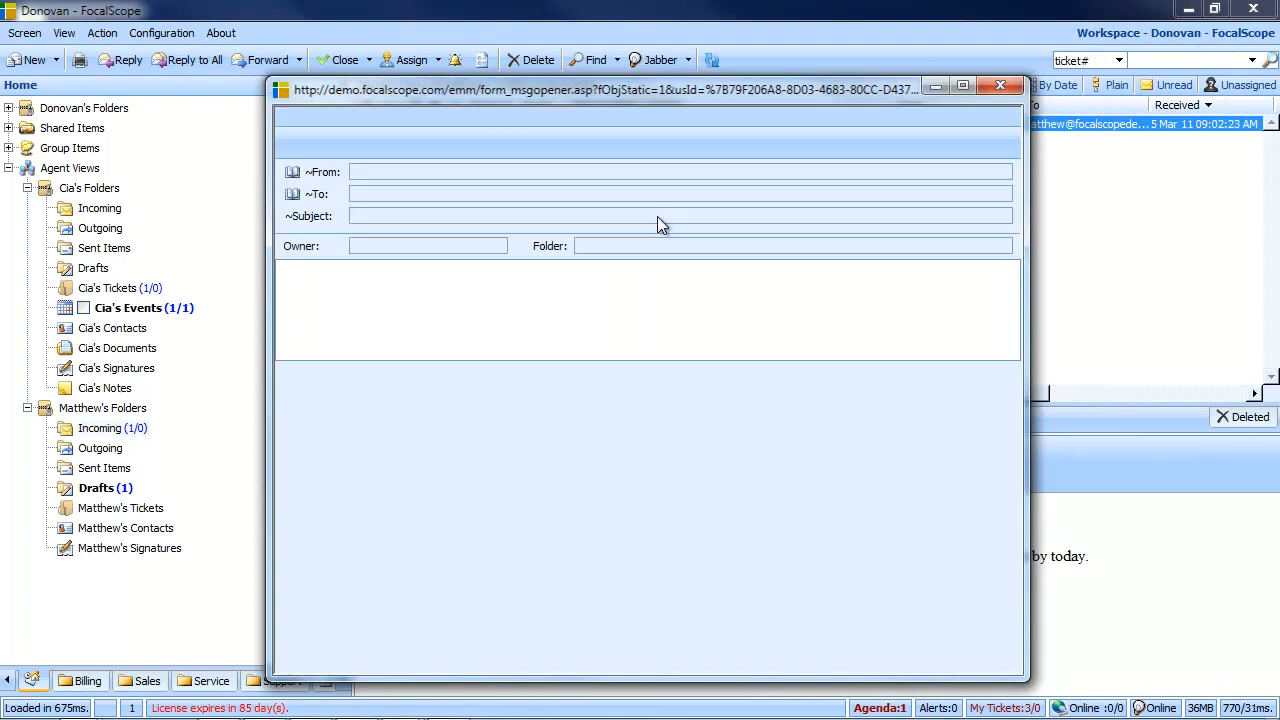 Donovan - FocalScope
Screen View Action Configuration About
Workspace - Donovan - FocalScope
New Reply Reply to All Forward Close Assign Delete Find Jabber
ticket#
Home
http://demo.focalscope.com/emm/form_msgopener.asp?fObjStatic=1&usId=%7B79F206A8-8D03-4683-80CC-D437...
By Date Plain Unread Unassigned
Received
5 Mar 11 09:02:23 AM
Donovan's Folders
Shared Items
Group Items
Agent Views
Cia's Folders
Incoming
Outgoing
Sent Items
Drafts
Cia's Tickets (1/0)
Cia's Events (1/1)
Cia's Contacts
Cia's Documents
Cia's Signatures
Cia's Notes
Matthew's Folders
Incoming (1/0)
Outgoing
Sent Items
Drafts (1)
Matthew's Tickets
Matthew's Contacts
Matthew's Signatures
~From:
~To:
~Subject:
Owner: Folder:
Deleted
by today.
Billing Sales Service
Loaded in 675ms. 1 License expires in 85 day(s). Agenda:1 Alerts:0 My Tickets:3/0 Online :0/0 Online 36MB 770/31ms.